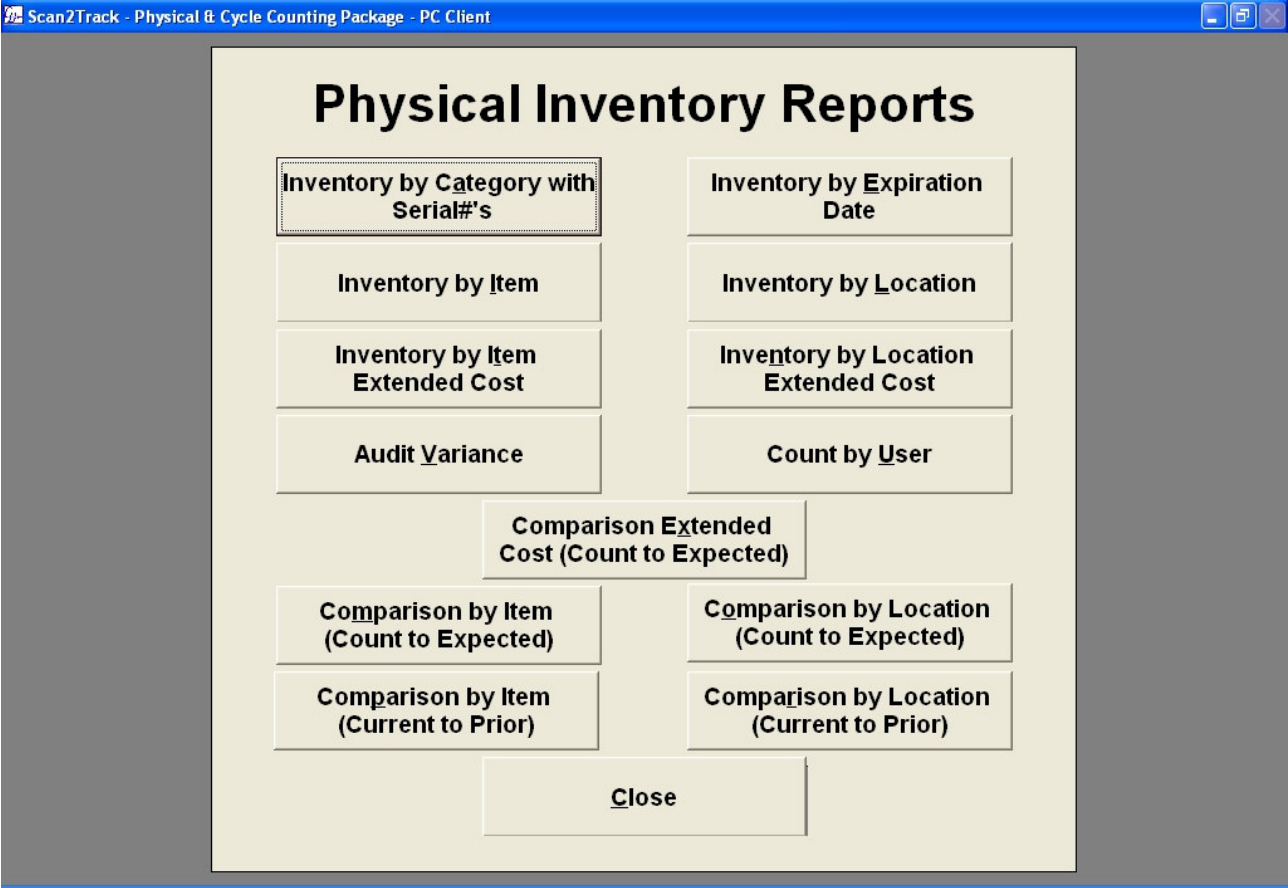 Scan2Track - Physical & Cycle Counting Package - PC Client
Physical Inventory Reports
Inventory by Category with
Serial#'s
Inventory by Expiration
Date
Inventory by Item
Inventory by Location
Inventory by Item
Extended Cost
Inventory by Location
Extended Cost
Audit Variance
Count by User
Comparison Extended
Cost (Count to Expected)
Comparison by Item
(Count to Expected)
Comparison by Location
(Count to Expected)
Comparison by Item
(Current to Prior)
Comparison by Location
(Current to Prior)
Close